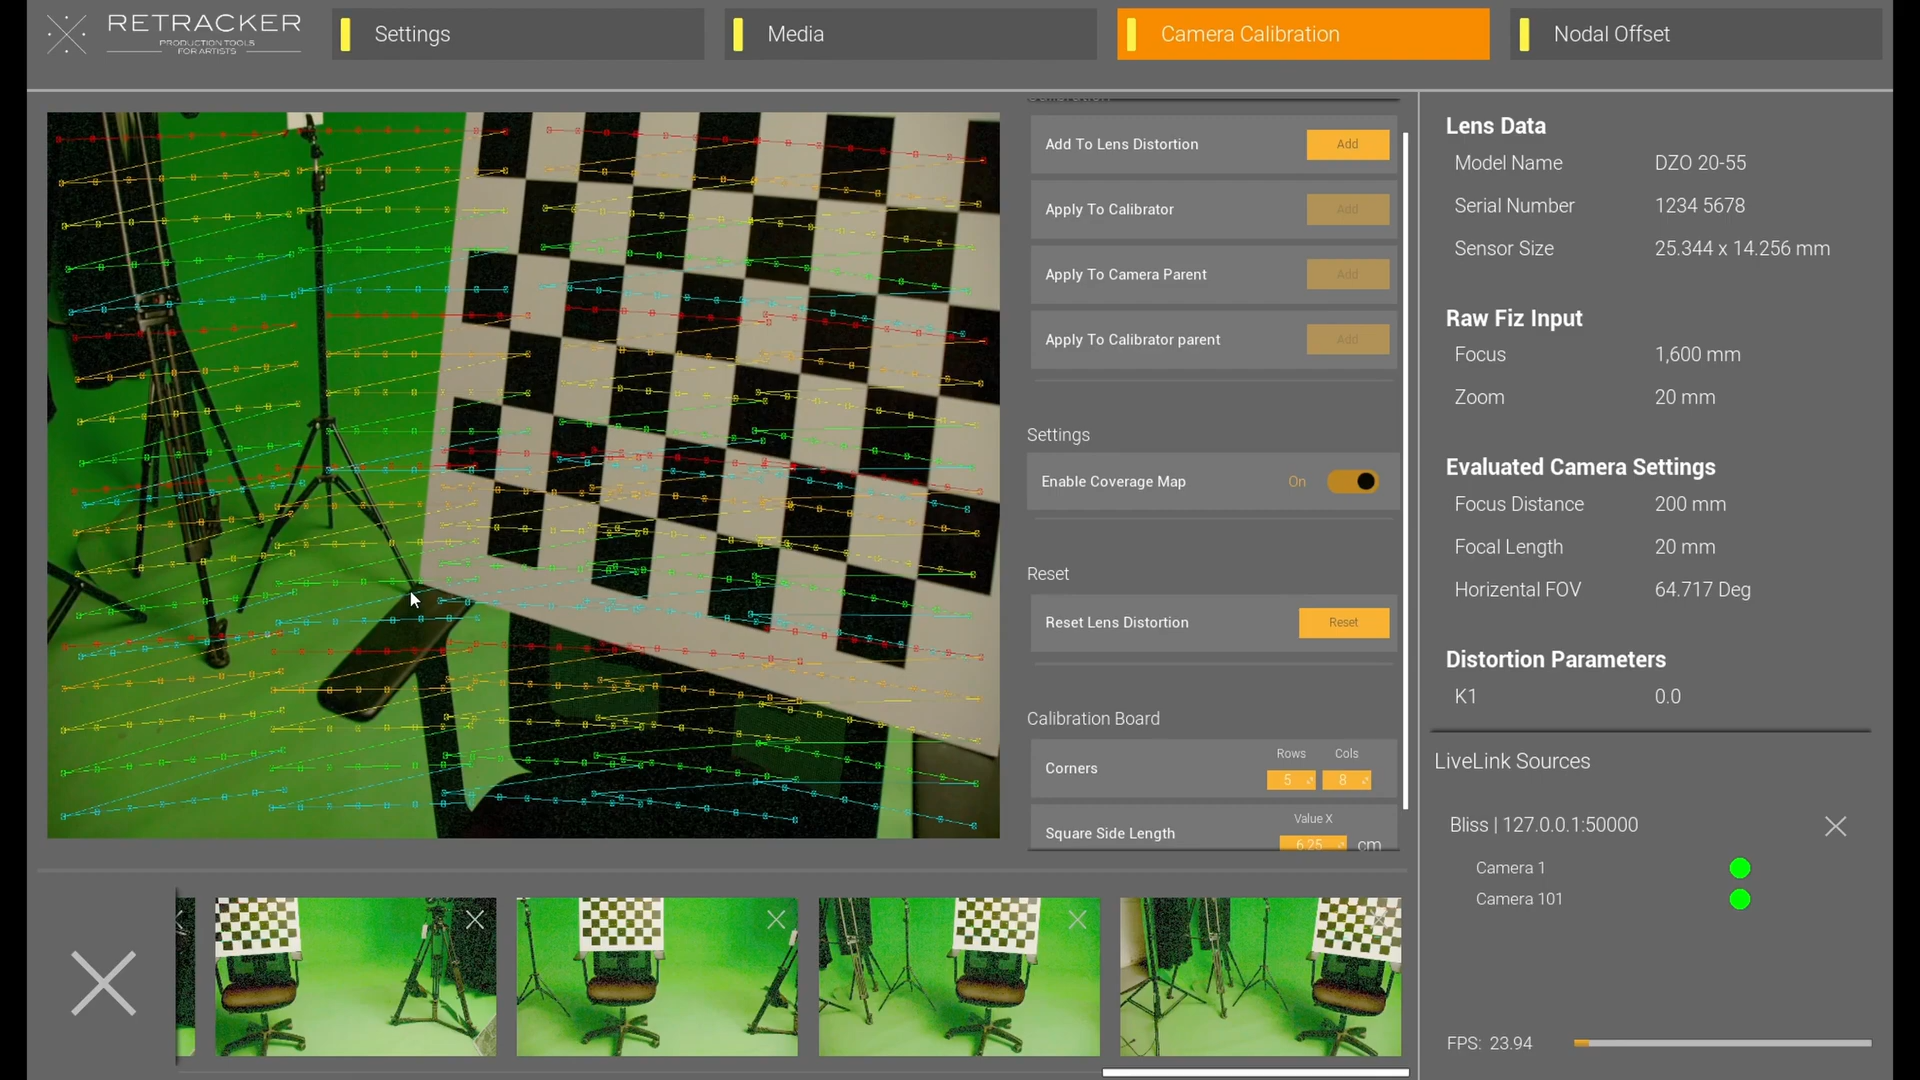 RETRACKER
PRODUCTION TOOLS
FOR ARTISTS
Settings
Media
Camera Calibration
Nodal Offset
Add To Lens Distortion
Add
Apply To Calibrator
Add
Apply To Camera Parent
Add
Apply To Calibrator parent
Add
Settings
Enable Coverage Map
On
Reset
Reset Lens Distortion
Reset
Calibration Board
Rows
Cols
Corners
5
8
Value X
Square Side Length
6.25
cm
Lens Data
Model Name
DZO 20-55
Serial Number
1234 5678
Sensor Size
25.344 x 14.256 mm
Raw Fiz Input
Focus
1,600 mm
Zoom
20 mm
Evaluated Camera Settings
Focus Distance
200 mm
Focal Length
20 mm
Horizental FOV
64.717 Deg
Distortion Parameters
K1
0.0
LiveLink Sources
Bliss | 127.0.0.1:50000
Camera 1
Camera 101
FPS: 23.94